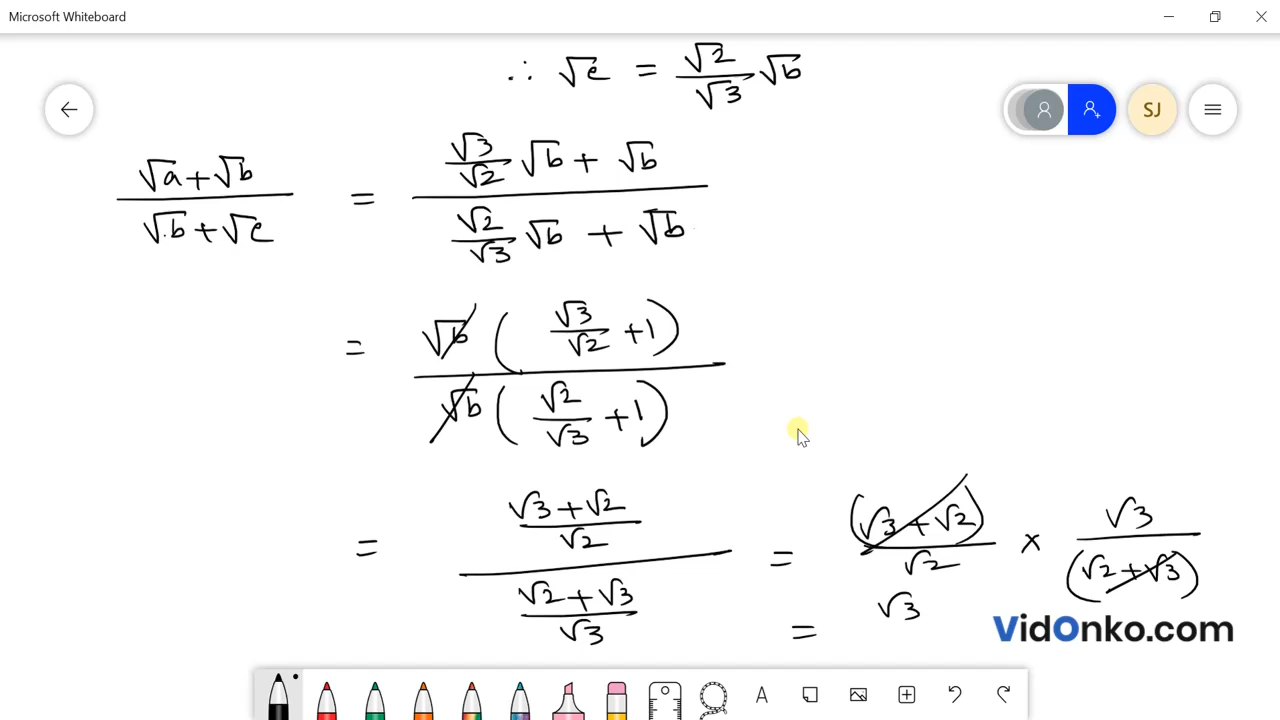 Microsoft Whiteboard
∴ √c = √2/√3 √b
SJ
(√a+√b)/(√b+√c) = (√3/√2 √b + √b)/(√2/√3 √b + √b)
= √b(√3/√2 +1)/√b(√2/√3 +1)
= ((√3+√2)/√2)/((√2+√3)/√3) = (√3+√2)/√2 × √3/(√2+√3)
= √3
VidOnko.com
A